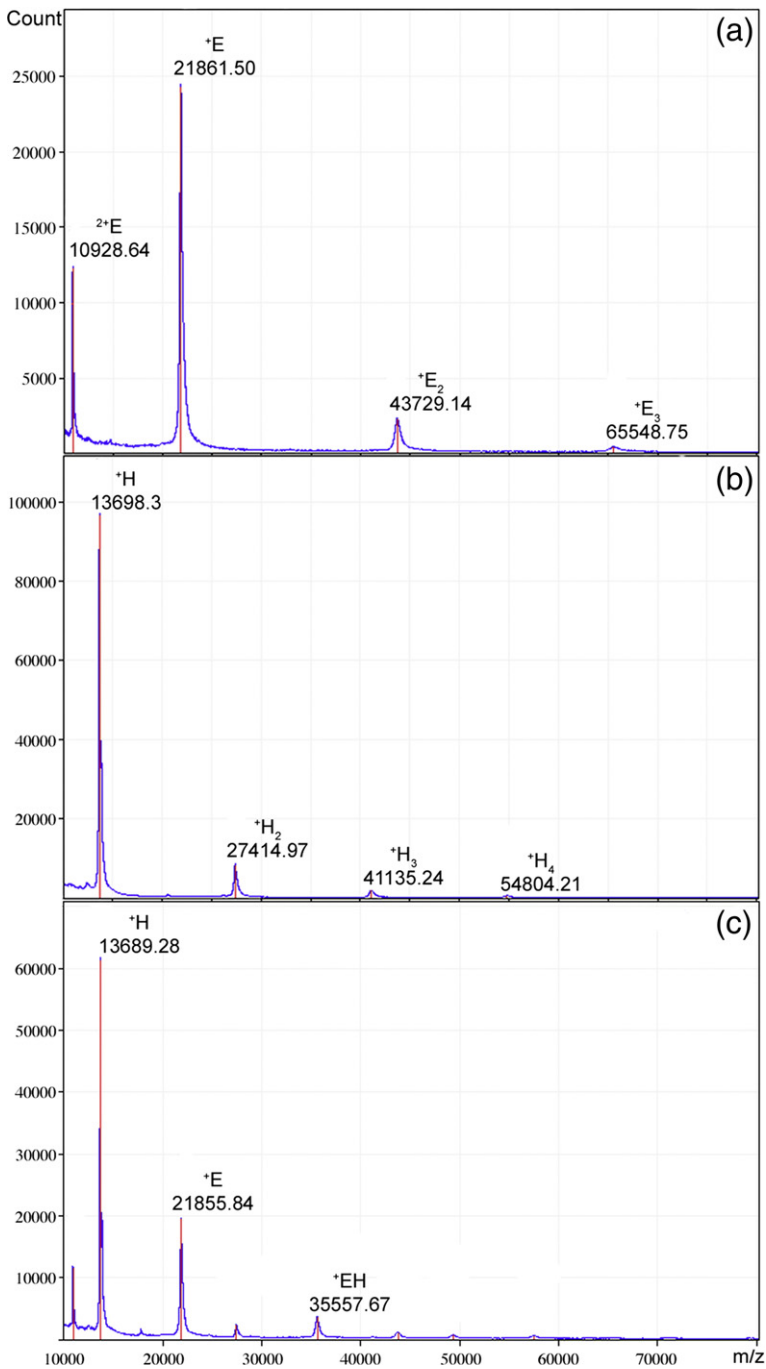 Count
(a)
⁺E
21861.50
25000
20000
15000
²⁺E
10928.64
10000
5000
⁺E₂
43729.14
⁺E₃
65548.75
(b)
⁺H
13698.3
100000
80000
60000
40000
20000
⁺H₂
27414.97
⁺H₃
41135.24
⁺H₄
54804.21
(c)
⁺H
13689.28
60000
50000
40000
30000
20000
⁺E
21855.84
10000
⁺EH
35557.67
10000 20000 30000 40000 50000 60000 70000 m/z